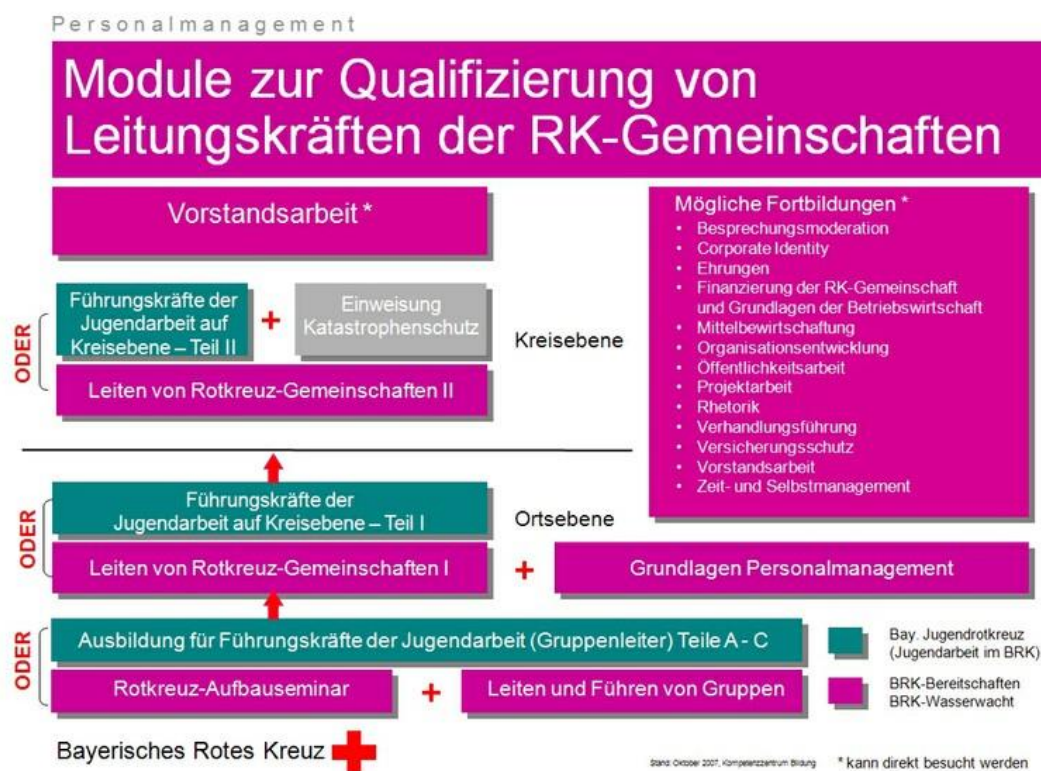 Personalmanagement
Module zur Qualifizierung von
Leitungskräften der RK-Gemeinschaften
Vorstandsarbeit *
Mögliche Fortbildungen *
• Besprechungsmoderation
• Corporate Identity
• Ehrungen
• Finanzierung der RK-Gemeinschaft
und Grundlagen der Betriebswirtschaft
• Mittelbewirtschaftung
• Organisationsentwicklung
• Öffentlichkeitsarbeit
• Projektarbeit
• Rhetorik
• Verhandlungsführung
• Versicherungsschutz
• Vorstandsarbeit
• Zeit- und Selbstmanagement
ODER
Führungskräfte der
Jugendarbeit auf
Kreisebene – Teil II
+
Einweisung
Katastrophenschutz
Kreisebene
Leiten von Rotkreuz-Gemeinschaften II
ODER
Führungskräfte der
Jugendarbeit auf Kreisebene – Teil I
Ortsebene
Leiten von Rotkreuz-Gemeinschaften I
+
Grundlagen Personalmanagement
ODER
Ausbildung für Führungskräfte der Jugendarbeit (Gruppenleiter) Teile A - C
Rotkreuz-Aufbauseminar
+
Leiten und Führen von Gruppen
Bay. Jugendrotkreuz
(Jugendarbeit im BRK)
BRK-Bereitschaften
BRK-Wasserwacht
Bayerisches Rotes Kreuz
Stand: Oktober 2007, Kompetenzzentrum Bildung
* kann direkt besucht werden